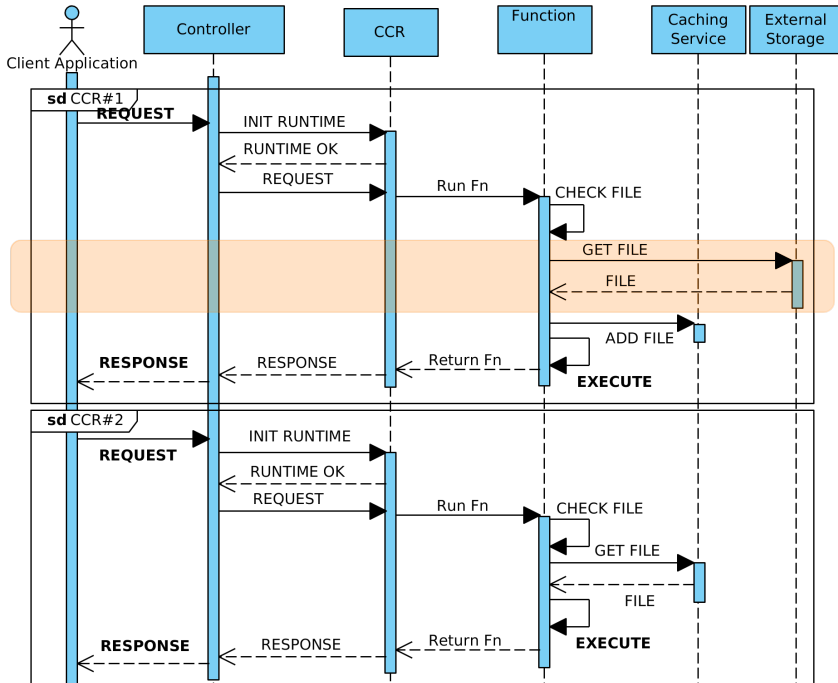 Client Application
Controller
CCR
Function
Caching
Service
External
Storage
sd CCR#1
REQUEST
INIT RUNTIME
RUNTIME OK
REQUEST
Run Fn
CHECK FILE
GET FILE
FILE
ADD FILE
Return Fn
RESPONSE
RESPONSE
EXECUTE
sd CCR#2
REQUEST
INIT RUNTIME
RUNTIME OK
REQUEST
Run Fn
CHECK FILE
GET FILE
FILE
EXECUTE
Return Fn
RESPONSE
RESPONSE